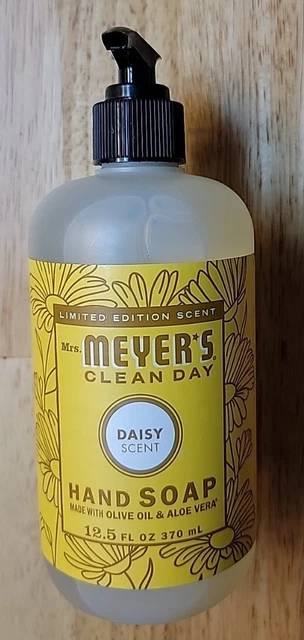 LIMITED EDITION SCENT
Mrs. MEYER'S®
CLEAN DAY
DAISY
SCENT
HAND SOAP
MADE WITH OLIVE OIL & ALOE VERA*
12.5 FL OZ 370 mL